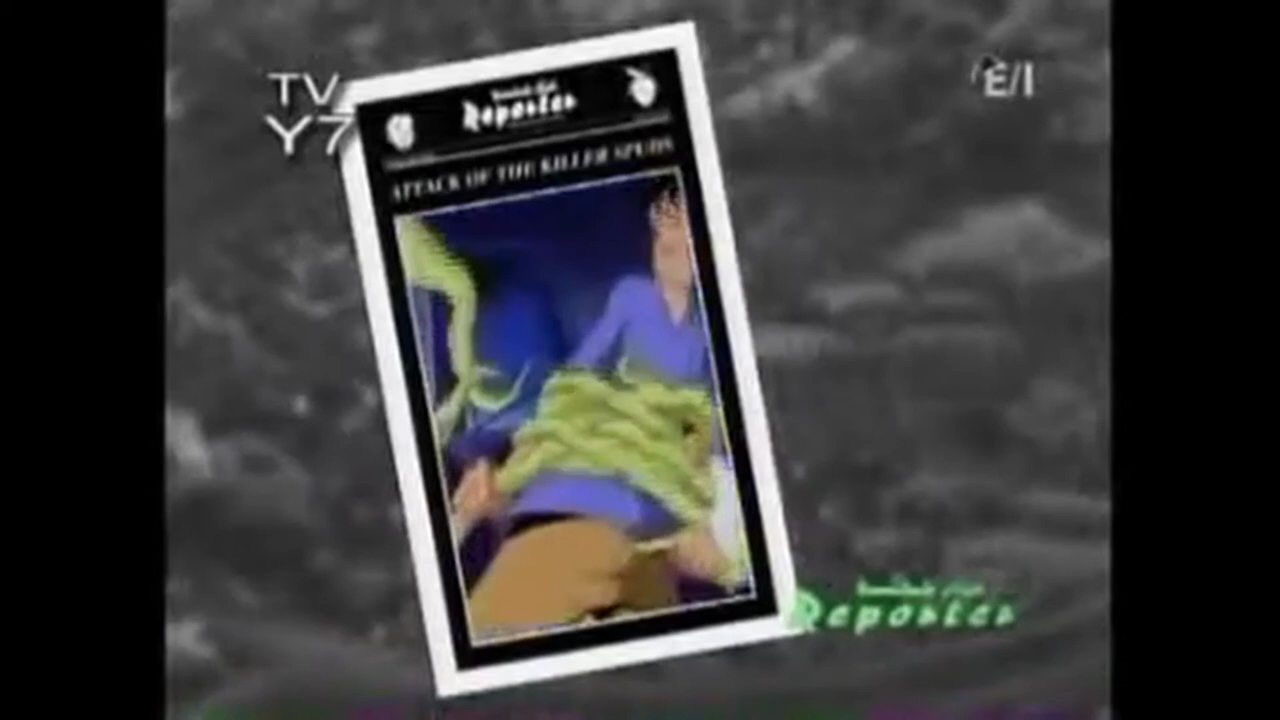 TV
Y7
E/I
Reporter
ATTACK OF THE KILLER SPUDS
Reporter